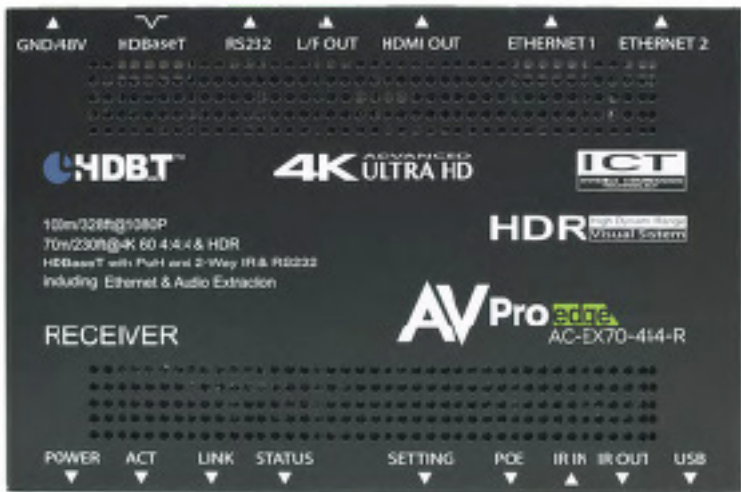 GND/48V HDBaseT RS232 L/F OUT HDMI OUT ETHERNET 1 ETHERNET 2
HDBT™
4K ADVANCED
ULTRA HD
ICT
HDR High Dynamic Range
Visual Sistem
100m/328ft@1080P
70m/230ft@4K 60 4:4:4 & HDR
HDBaseT with PoH and 2-Way IR & RS232
including Ethernet & Audio Extraction
RECEIVER
AVPro edge
AC-EX70-444-R
POWER ACT LINK STATUS SETTING POE IR IN IR OUT USB